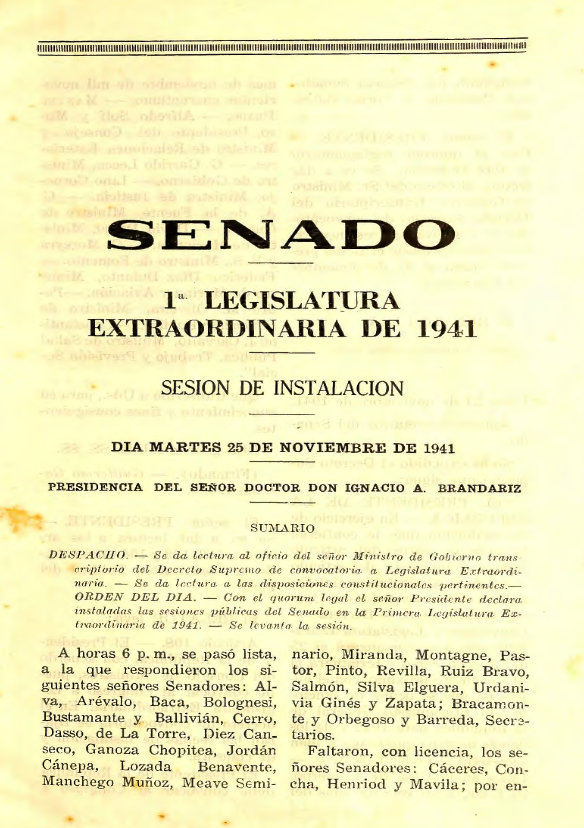 SENADO
1ª LEGISLATURA
EXTRAORDINARIA DE 1941
SESION DE INSTALACION
DIA MARTES 25 DE NOVIEMBRE DE 1941
PRESIDENCIA DEL SEÑOR DOCTOR DON IGNACIO A. BRANDARIZ
SUMARIO
DESPACHO. — Se da lectura al oficio del señor Ministro de Gobierno trans
criptorio del Decreto Supremo de convocatoria a Legislatura Extraordi-
naria. — Se da lectura a las disposiciones constitucionales pertinentes.—
ORDEN DEL DIA. — Con el quorum legal el señor Presidente declara
instaladas las sesiones públicas del Senado en la Primera Legislatura Ex-
traordinaria de 1941. — Se levanta la sesión.
A horas 6 p. m., se pasó lista,
a la que respondieron los si-
guientes señores Senadores: Al-
va, Arévalo, Baca, Bolognesi,
Bustamante y Ballivián, Cerro,
Dasso, de La Torre, Diez Can-
seco, Ganoza Chopitea, Jordán
Cánepa, Lozada Benavente,
Manchego Muñoz, Meave Semi-
nario, Miranda, Montagne, Pas-
tor, Pinto, Revilla, Ruiz Bravo,
Salmón, Silva Elguera, Urdani-
via Ginés y Zapata; Bracamon-
te y Orbegoso y Barreda, Secre-
tarios.
Faltaron, con licencia, los se-
ñores Senadores: Cáceres, Con-
cha, Henriod y Mavila; por en-